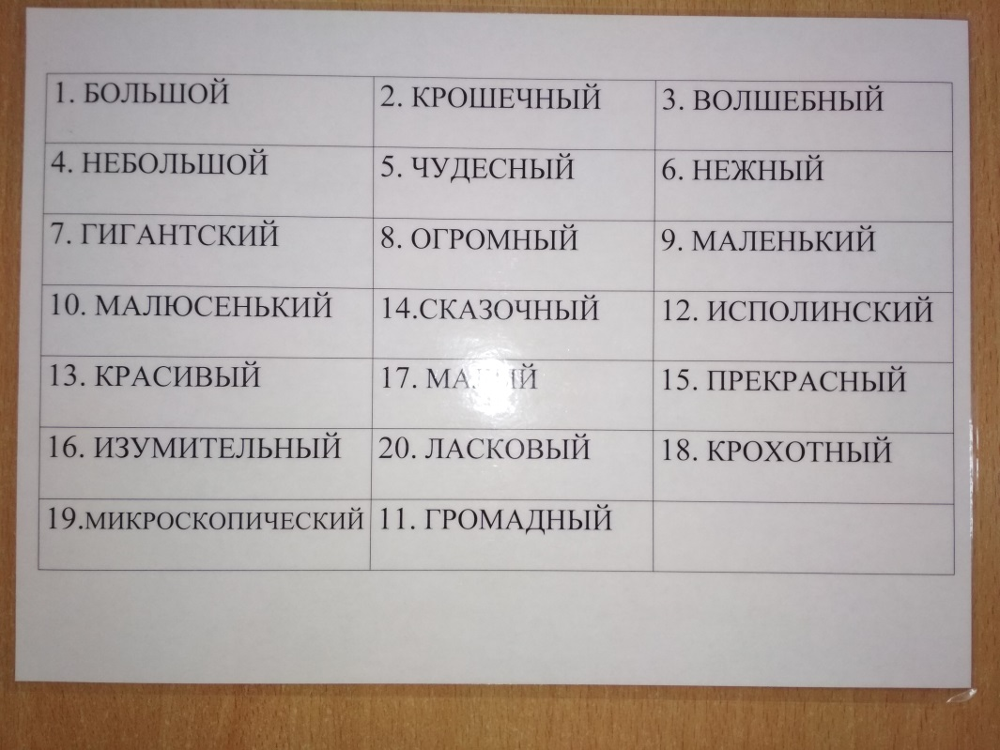 1. БОЛЬШОЙ 2. КРОШЕЧНЫЙ 3. ВОЛШЕБНЫЙ
4. НЕБОЛЬШОЙ 5. ЧУДЕСНЫЙ 6. НЕЖНЫЙ
7. ГИГАНТСКИЙ 8. ОГРОМНЫЙ 9. МАЛЕНЬКИЙ
10. МАЛЮСЕНЬКИЙ 14.СКАЗОЧНЫЙ 12. ИСПОЛИНСКИЙ
13. КРАСИВЫЙ 17. 15. ПРЕКРАСНЫЙ
16. ИЗУМИТЕЛЬНЫЙ 20. ЛАСКОВЫЙ 18. КРОХОТНЫЙ
19.МИКРОСКОПИЧЕСКИЙ 11. ГРОМАДНЫЙ